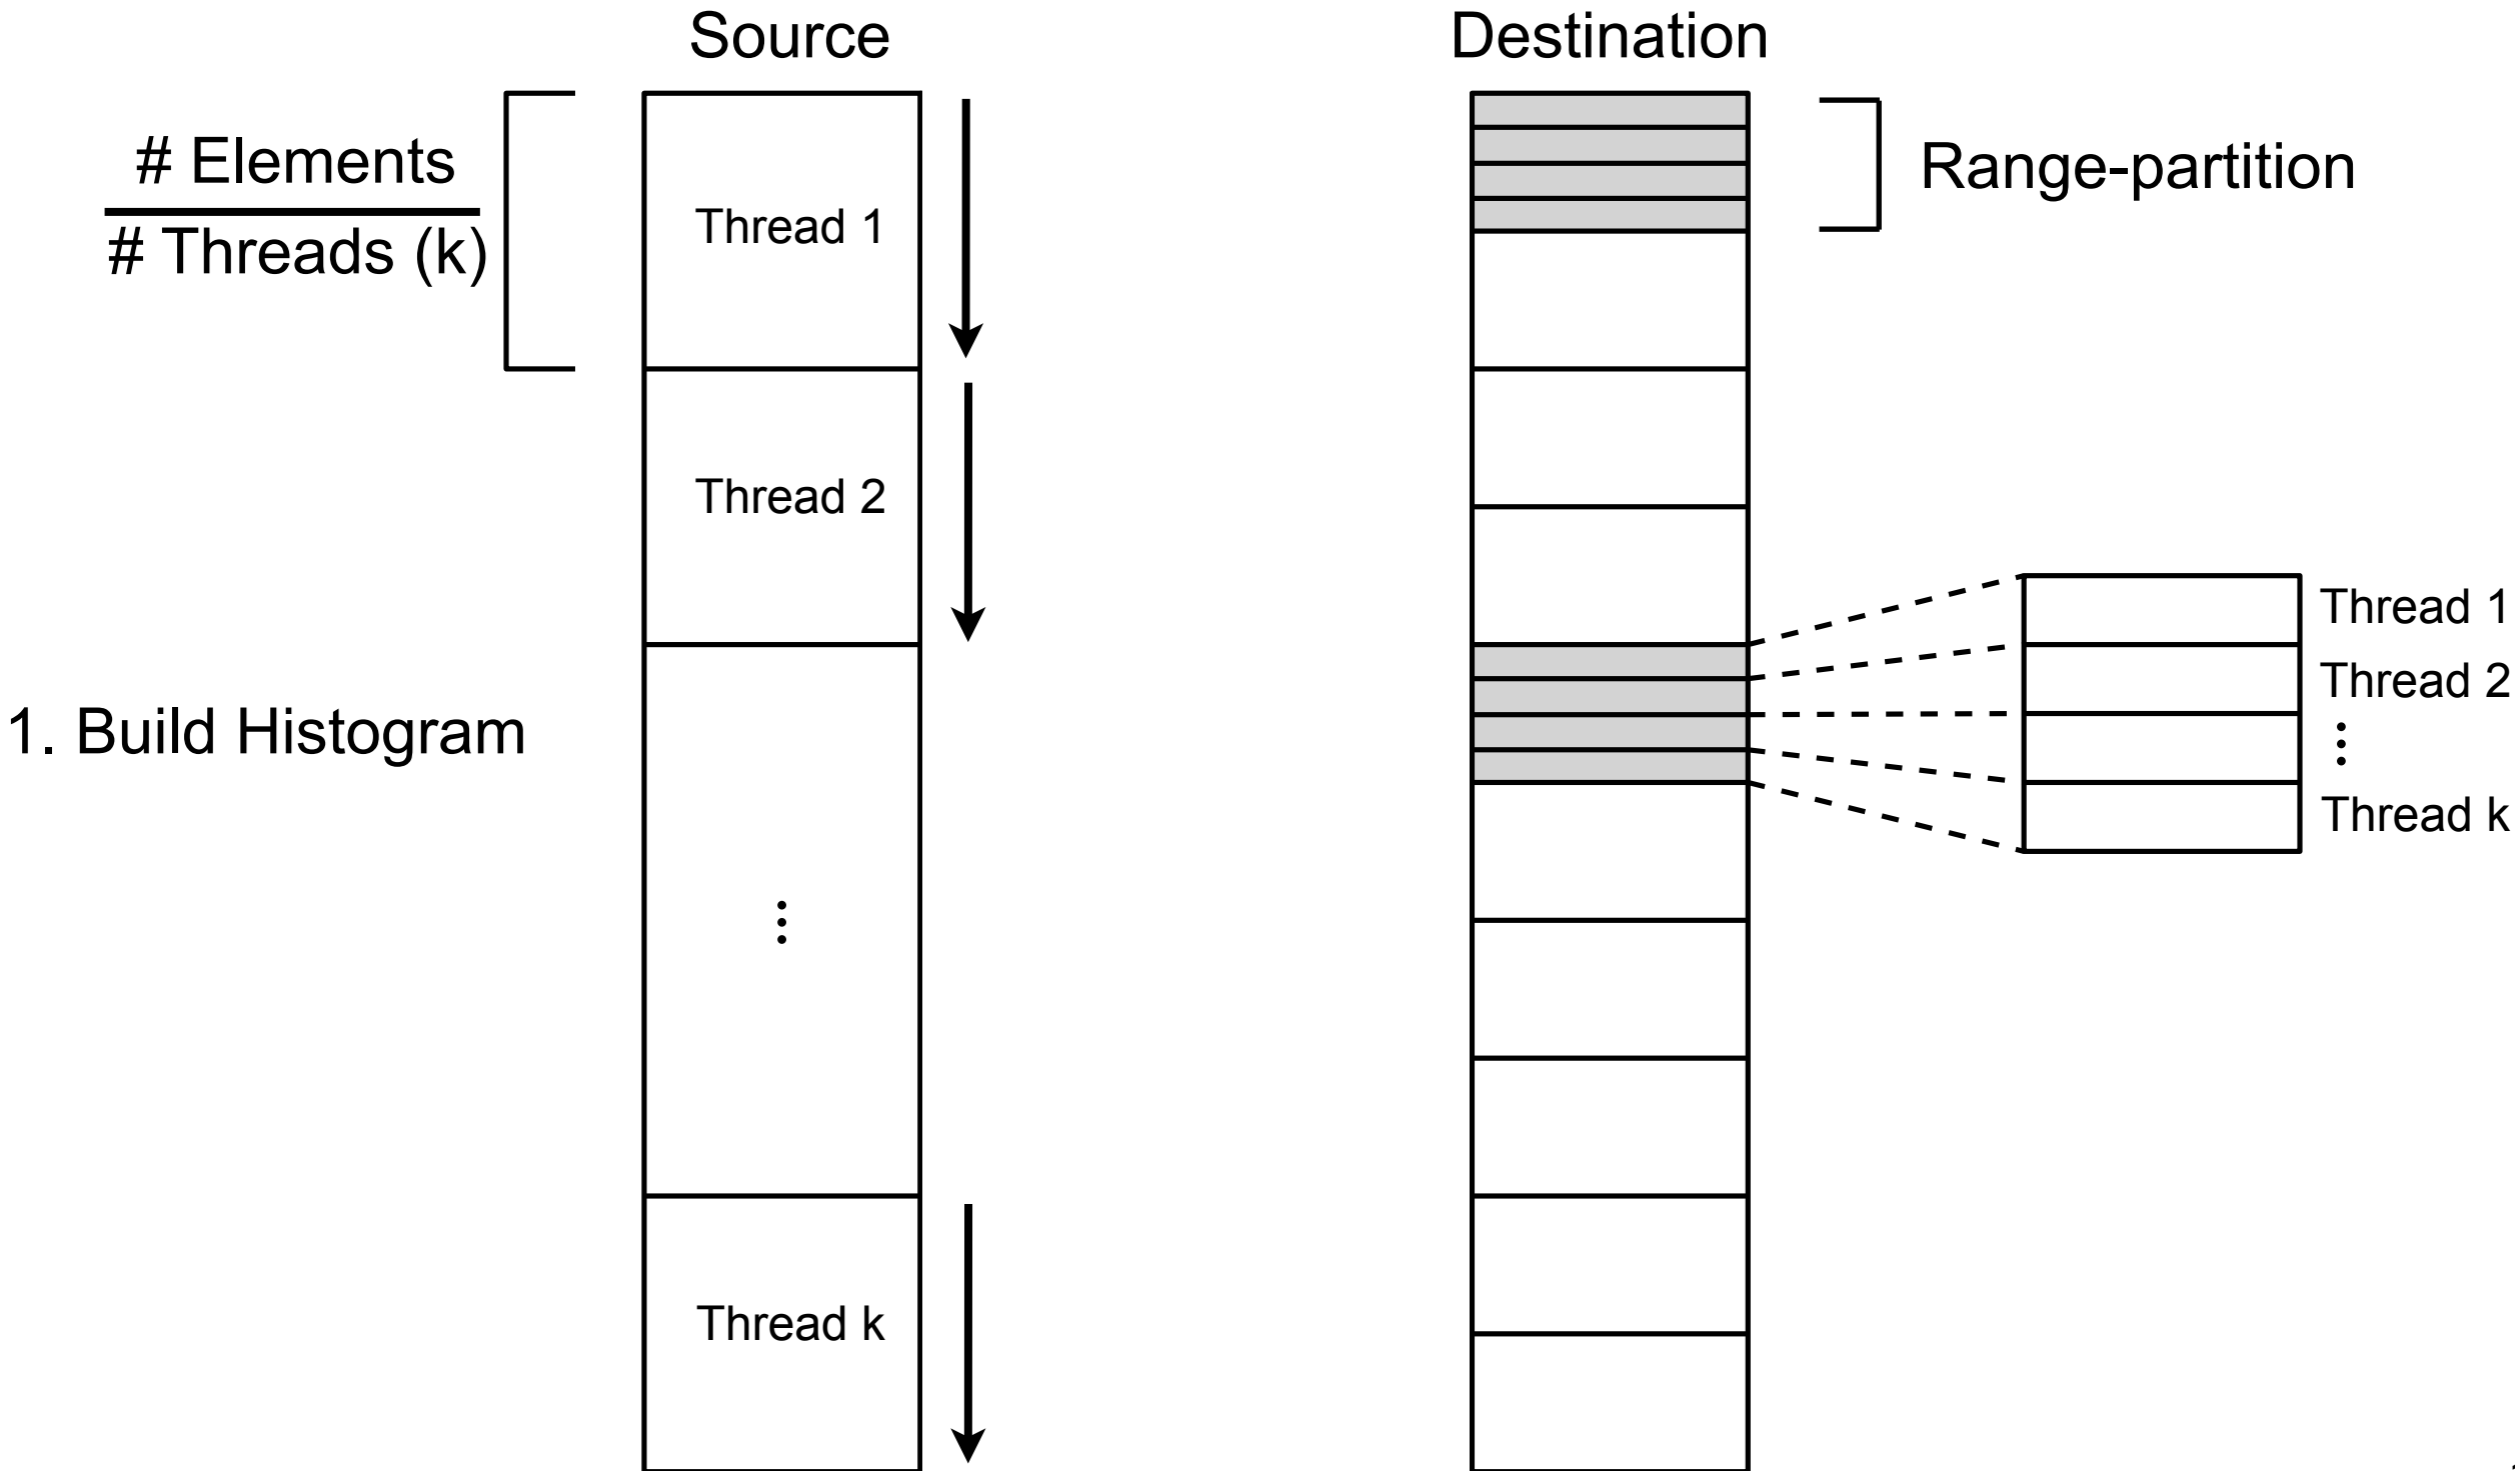 Source
Destination
# Elements
# Threads (k)
Thread 1
Range-partition
Thread 2
1. Build Histogram
⋮
Thread k
Thread 1
Thread 2
⋮
Thread k